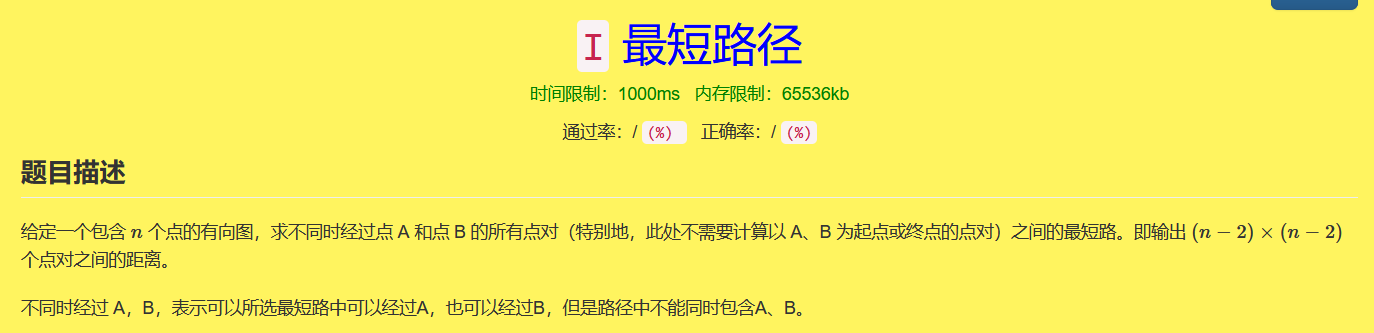 I 最短路径
时间限制：1000ms 内存限制：65536kb
通过率：/ (%) 正确率：/ (%)
题目描述
给定一个包含 n 个点的有向图，求不同时经过点 A 和点 B 的所有点对（特别地，此处不需要计算以 A、B 为起点或终点的点对）之间的最短路。即输出 (n − 2) × (n − 2)
个点对之间的距离。
不同时经过 A，B，表示可以所选最短路中可以经过A，也可以经过B，但是路径中不能同时包含A、B。